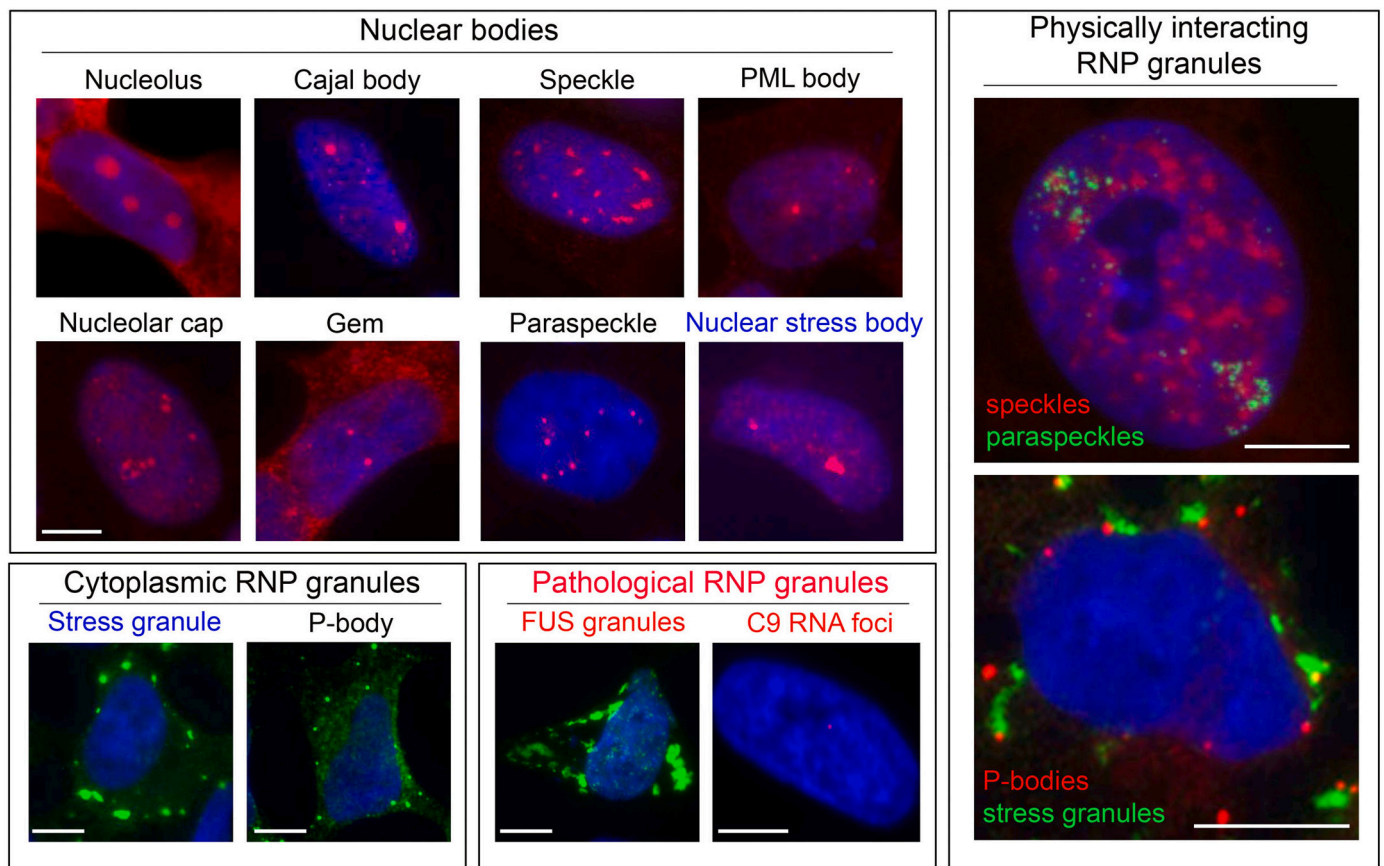 Nuclear bodies
Nucleolus
Cajal body
Speckle
PML body
Nucleolar cap
Gem
Paraspeckle
Nuclear stress body
Cytoplasmic RNP granules
Stress granule
P-body
Pathological RNP granules
FUS granules
C9 RNA foci
Physically interacting
RNP granules
speckles
paraspeckles
P-bodies
stress granules